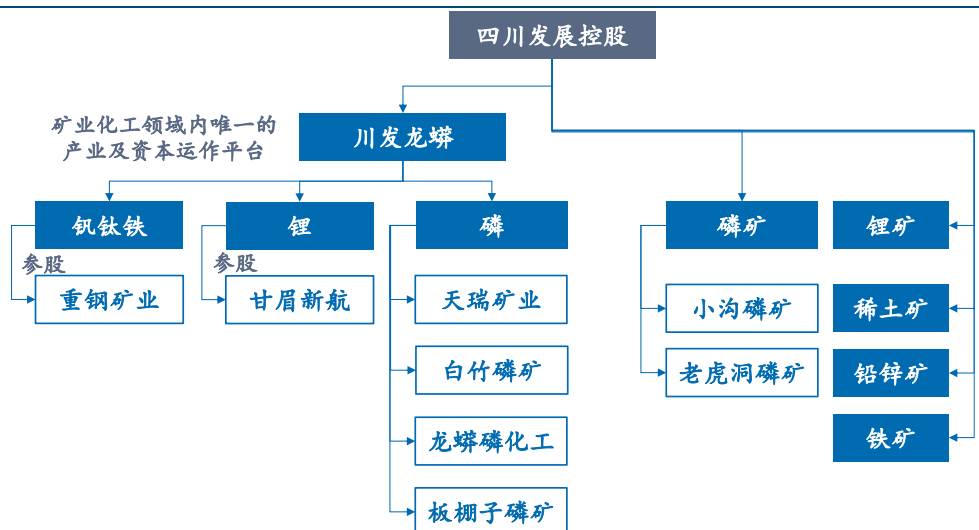 四川发展控股
矿业化工领域内唯一的
产业及资本运作平台
川发龙蟒
钒钛铁
锂
磷
磷矿
锂矿
参股
参股
重钢矿业
甘眉新航
天瑞矿业
小沟磷矿
稀土矿
白竹磷矿
老虎洞磷矿
铅锌矿
龙蟒磷化工
铁矿
板棚子磷矿